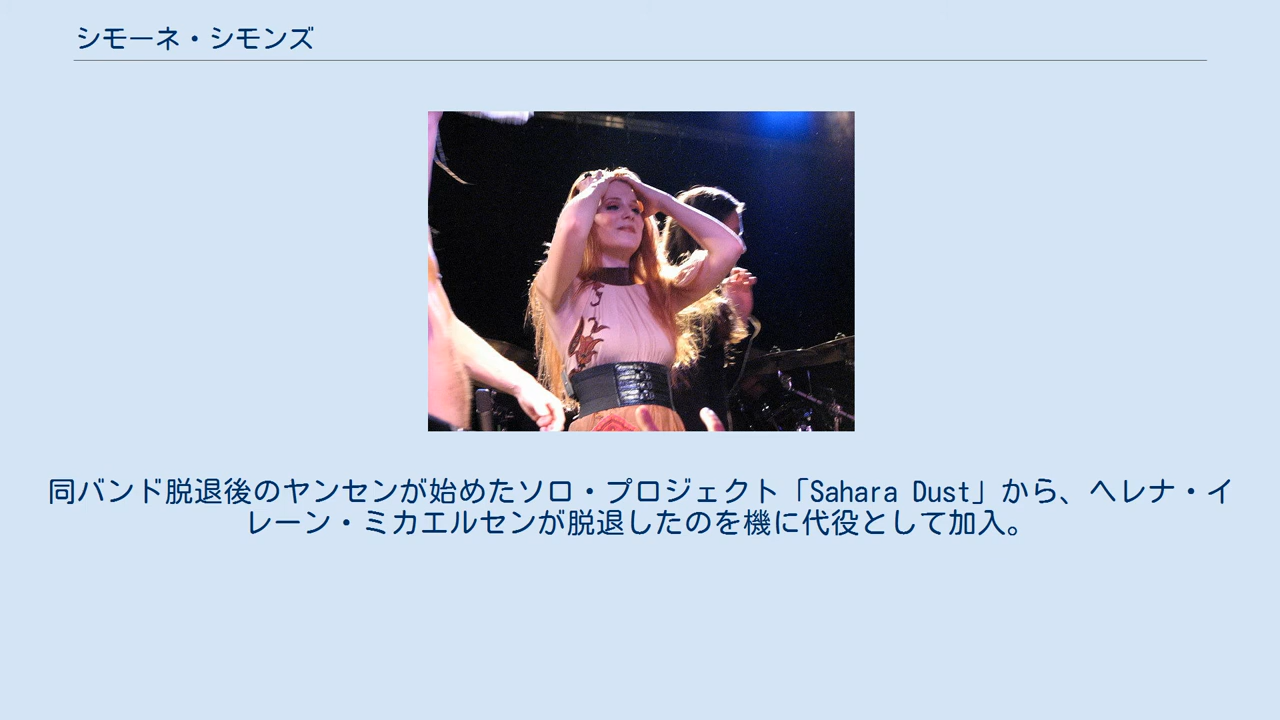 シモーネ・シモンズ
同バンド脱退後のヤンセンが始めたソロ・プロジェクト「Sahara Dust」から、ヘレナ・イ
レーン・ミカエルセンが脱退したのを機に代役として加入。